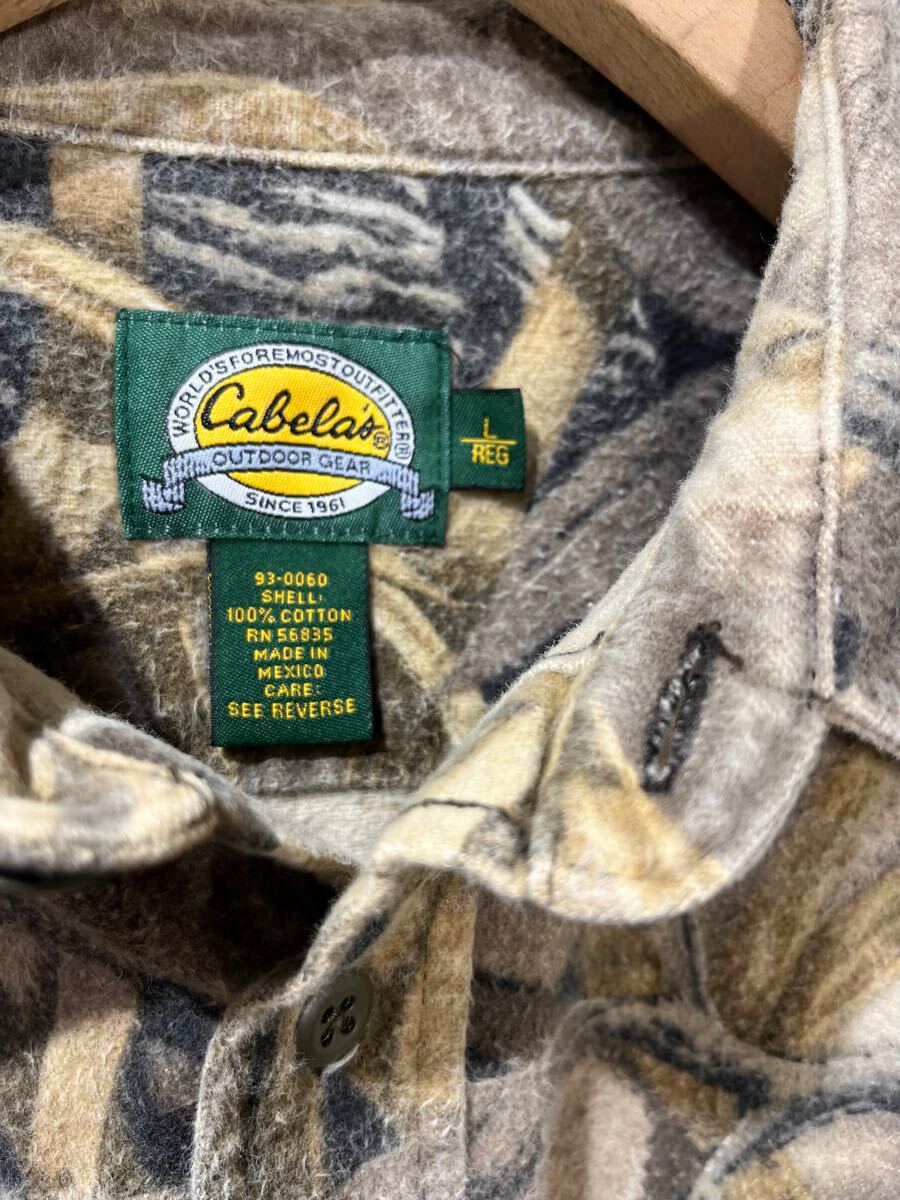 WORLD'S FOREMOST OUTFITTER®
Cabela's®
OUTDOOR GEAR
SINCE 1961
L
REG
93-0060
SHELL:
100% COTTON
RN 56835
MADE IN
MEXICO
CARE:
SEE REVERSE